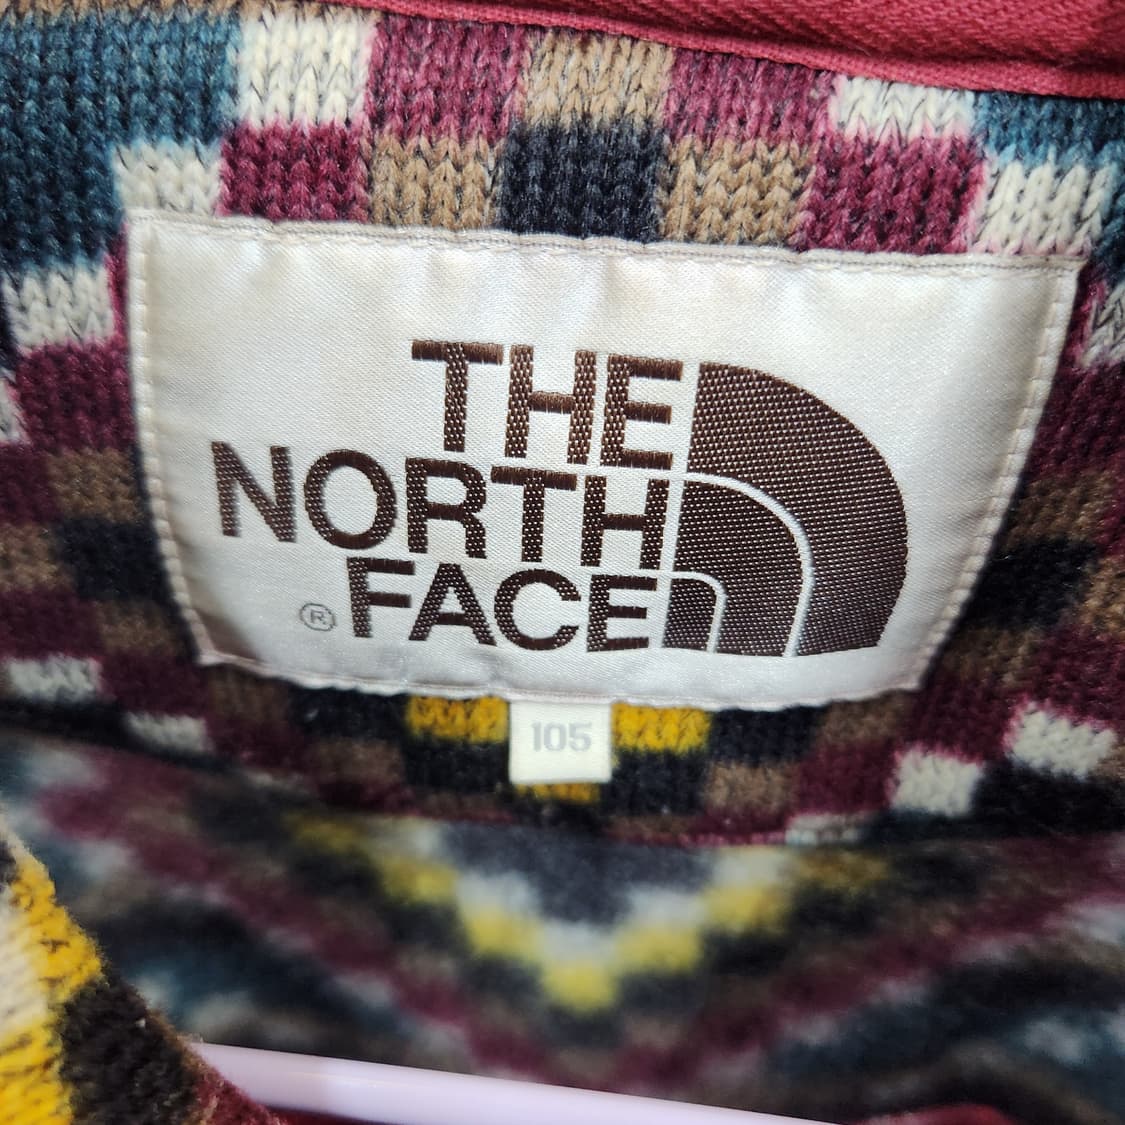 THE
NORTH
® FACE
105